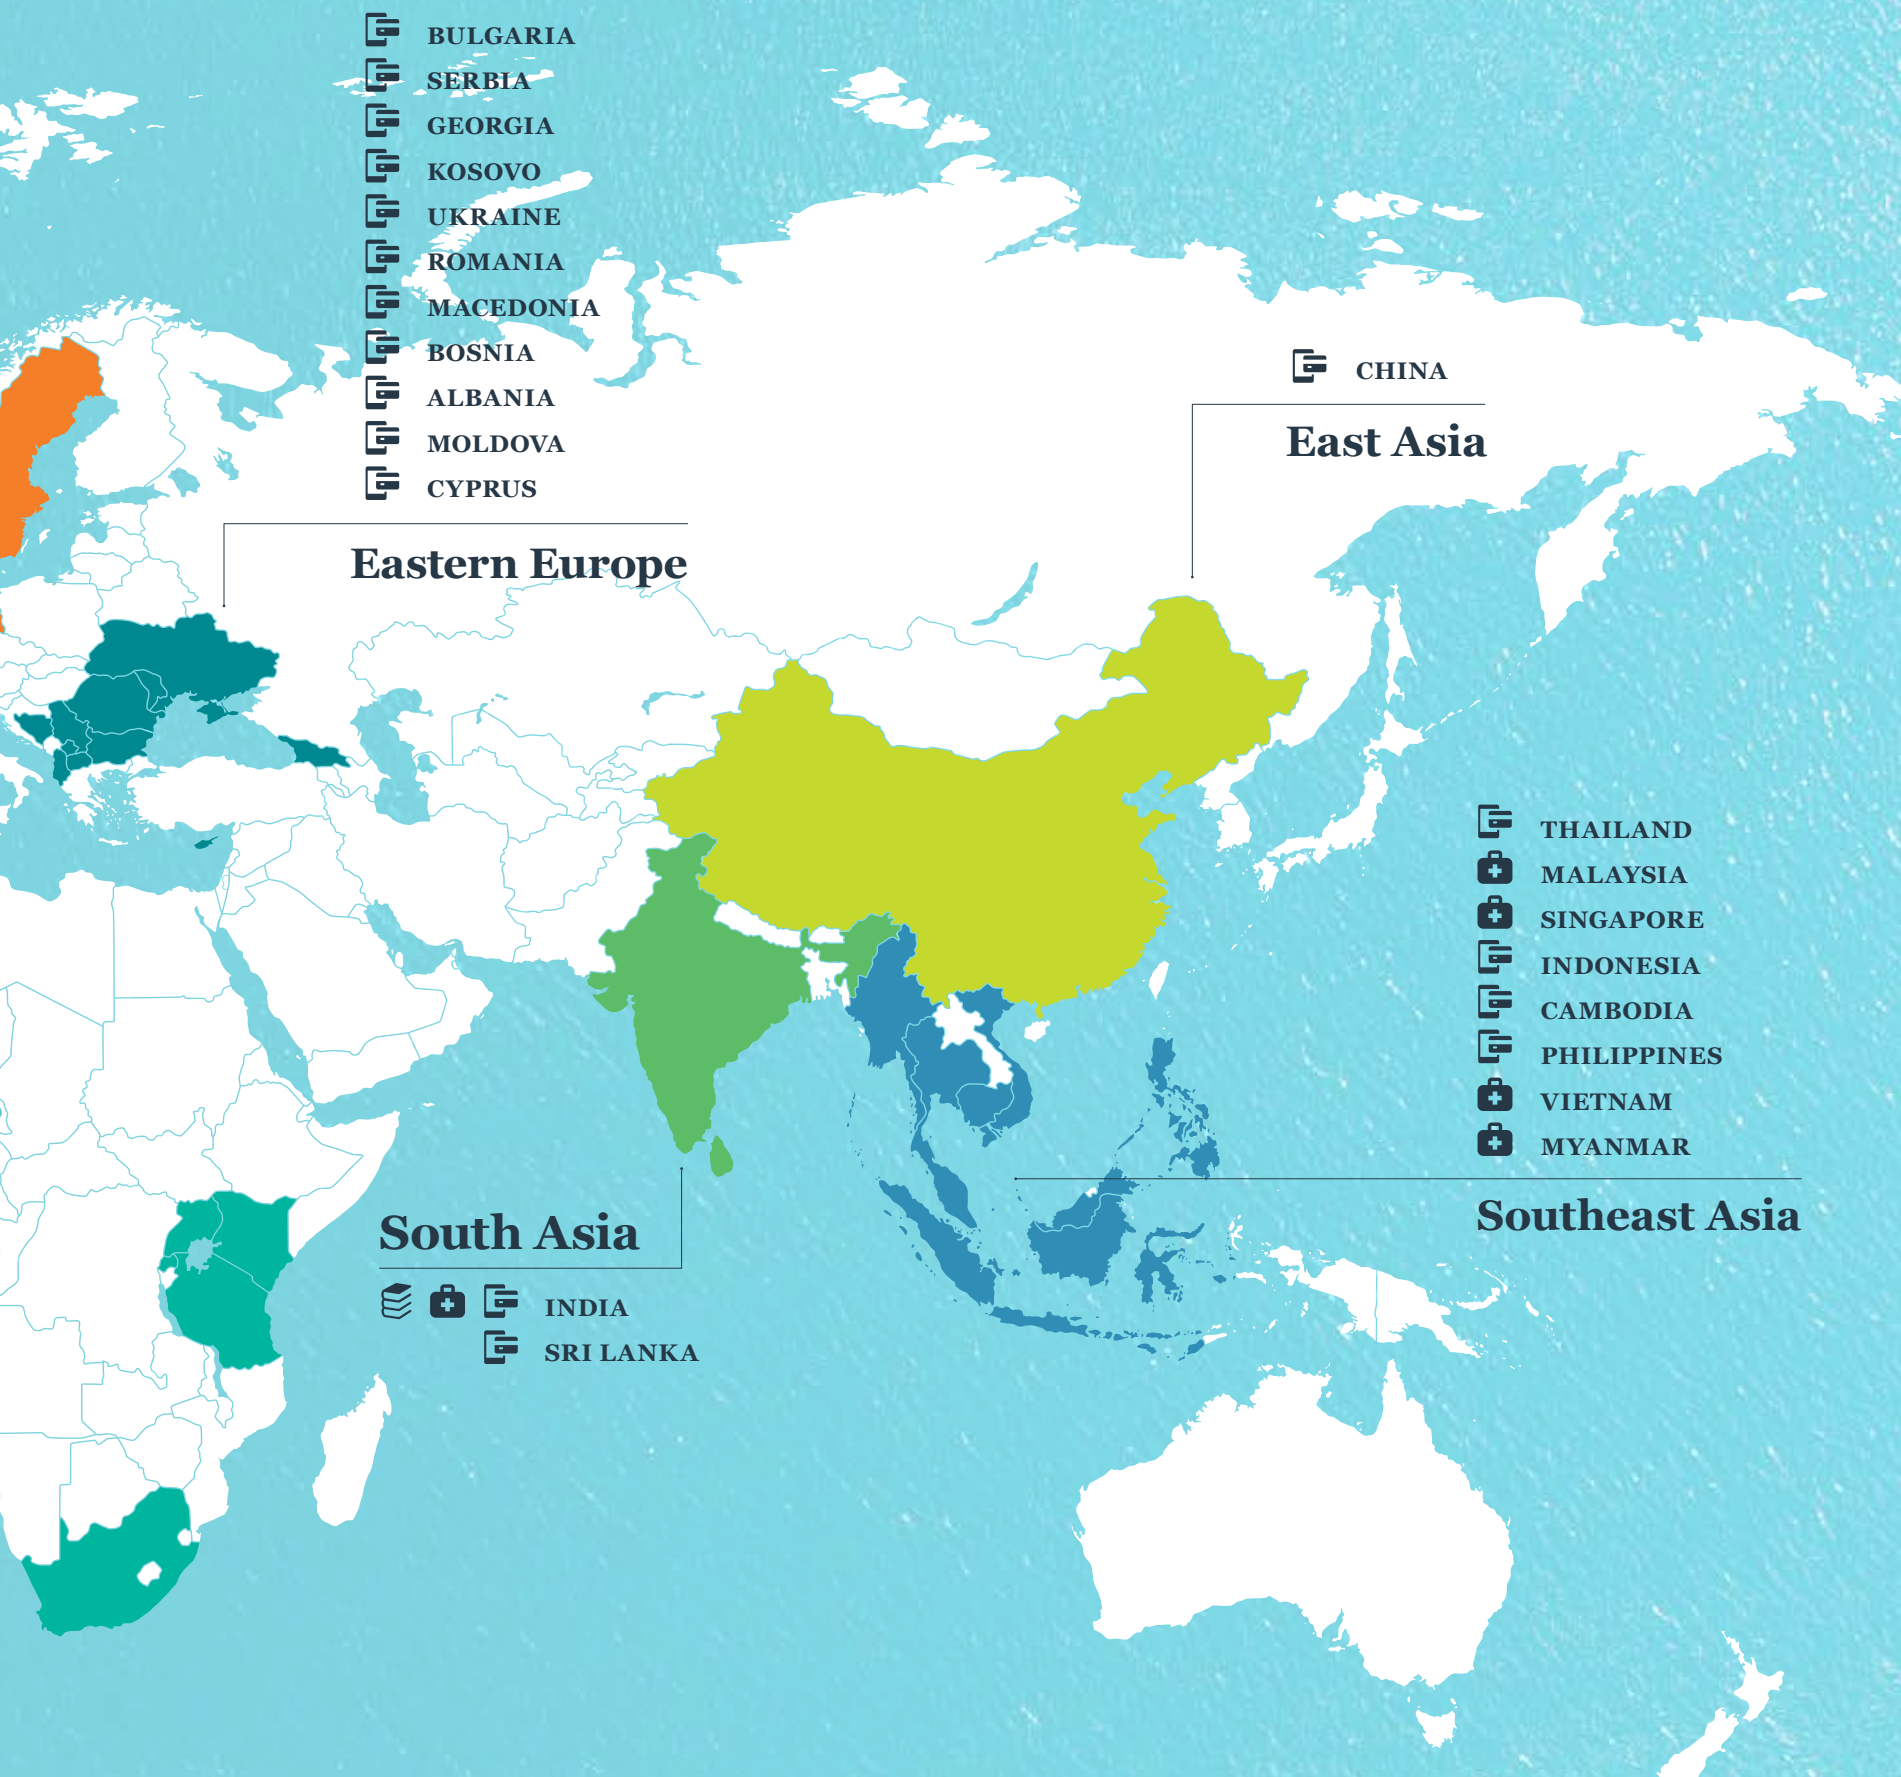 BULGARIA
SERBIA
GEORGIA
KOSOVO
UKRAINE
ROMANIA
MACEDONIA
BOSNIA
ALBANIA
MOLDOVA
CYPRUS
Eastern Europe
CHINA
East Asia
THAILAND
MALAYSIA
SINGAPORE
INDONESIA
CAMBODIA
PHILIPPINES
VIETNAM
MYANMAR
Southeast Asia
South Asia
INDIA
SRI LANKA